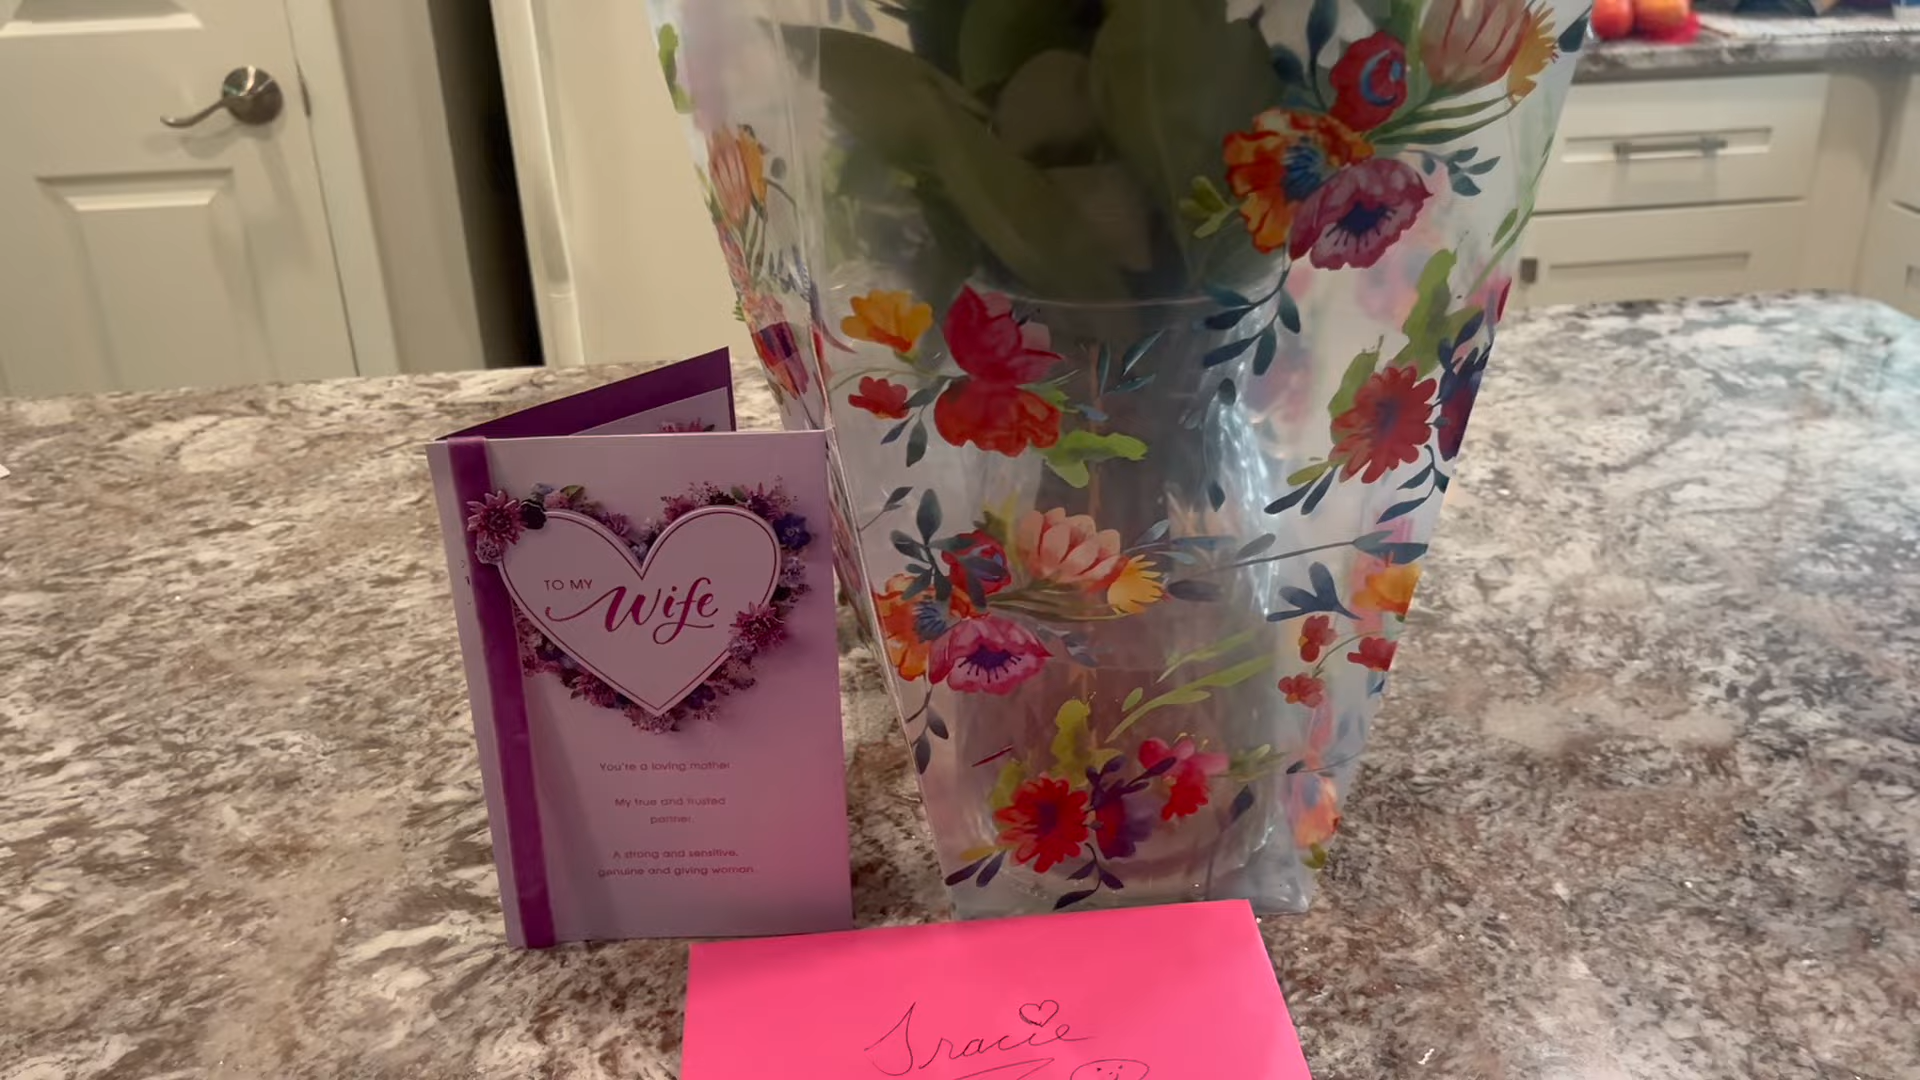 TO MY
Wife
You're a loving mother
My true and trusted
partner.
A strong and sensitive,
genuine and giving woman.
Tracie